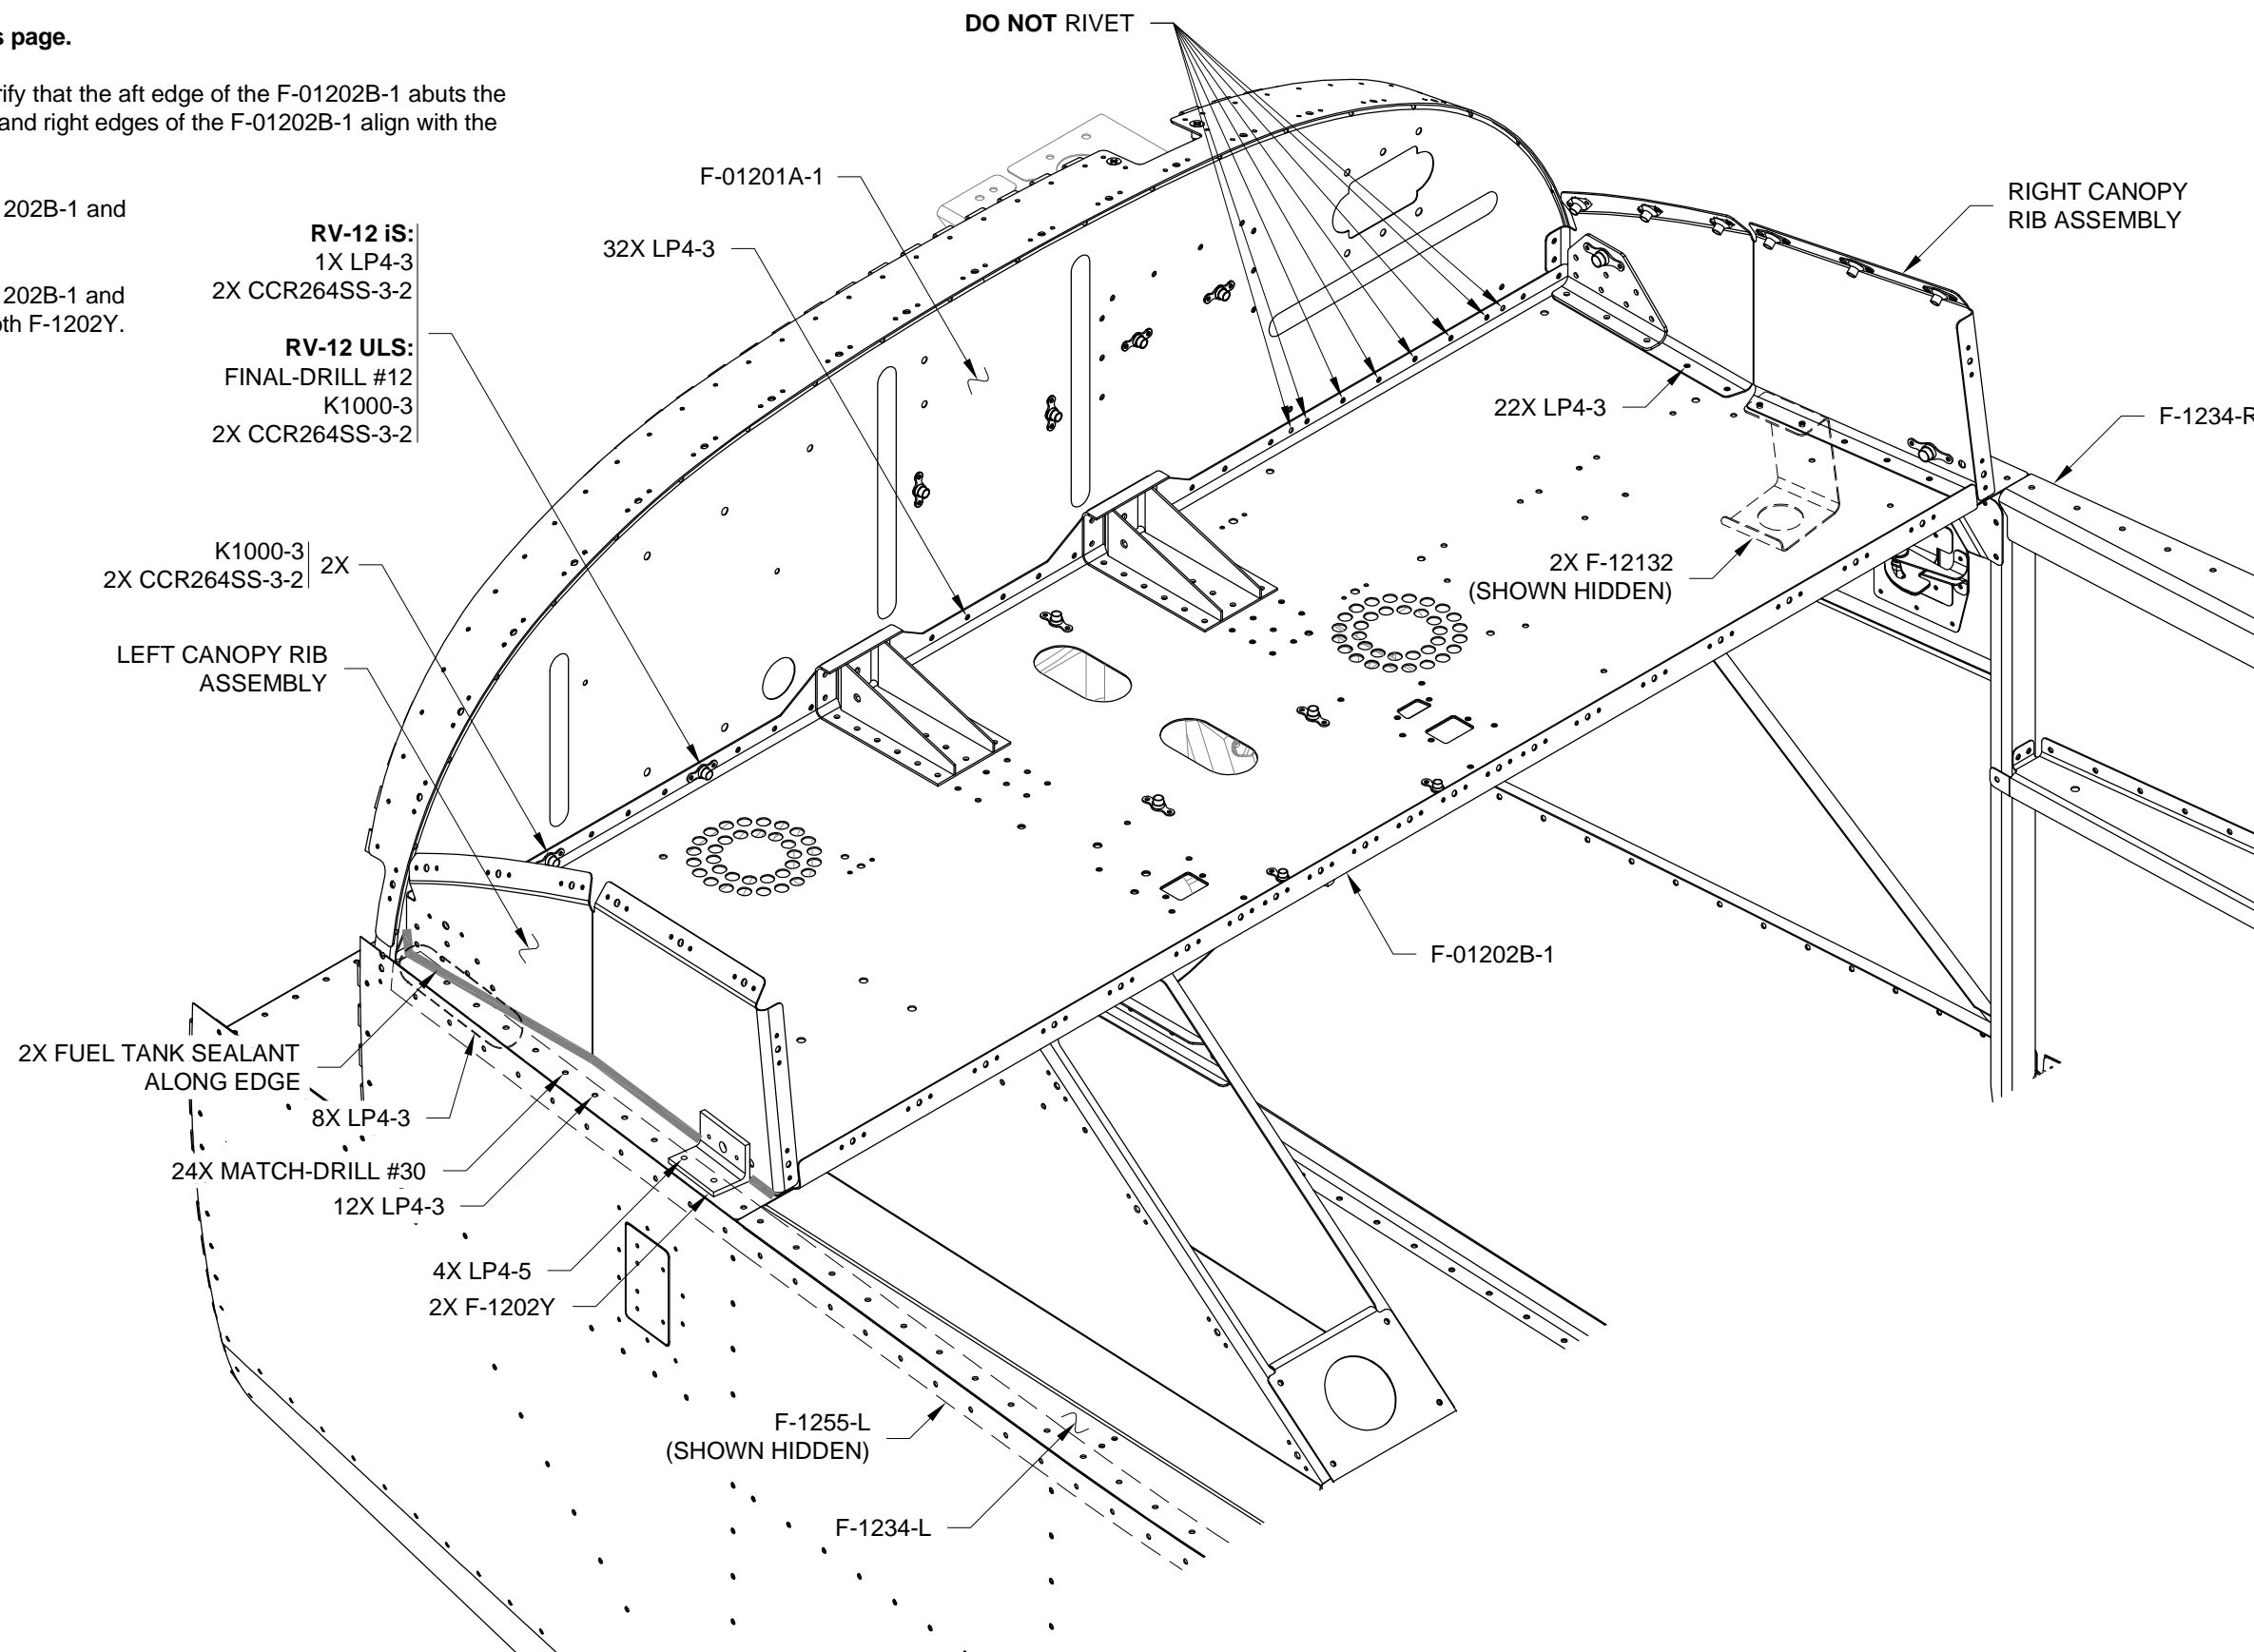 s page.
rify that the aft edge of the F-01202B-1 abuts the
and right edges of the F-01202B-1 align with the
202B-1 and
202B-1 and
oth F-1202Y.
DO NOT RIVET
F-01201A-1
32X LP4-3
RV-12 iS:
1X LP4-3
2X CCR264SS-3-2
RV-12 ULS:
FINAL-DRILL #12
K1000-3
2X CCR264SS-3-2
RIGHT CANOPY
RIB ASSEMBLY
22X LP4-3
F-1234-R
K1000-3
2X CCR264SS-3-2
2X
2X F-12132
(SHOWN HIDDEN)
LEFT CANOPY RIB
ASSEMBLY
F-01202B-1
2X FUEL TANK SEALANT
ALONG EDGE
8X LP4-3
24X MATCH-DRILL #30
12X LP4-3
4X LP4-5
2X F-1202Y
F-1255-L
(SHOWN HIDDEN)
F-1234-L